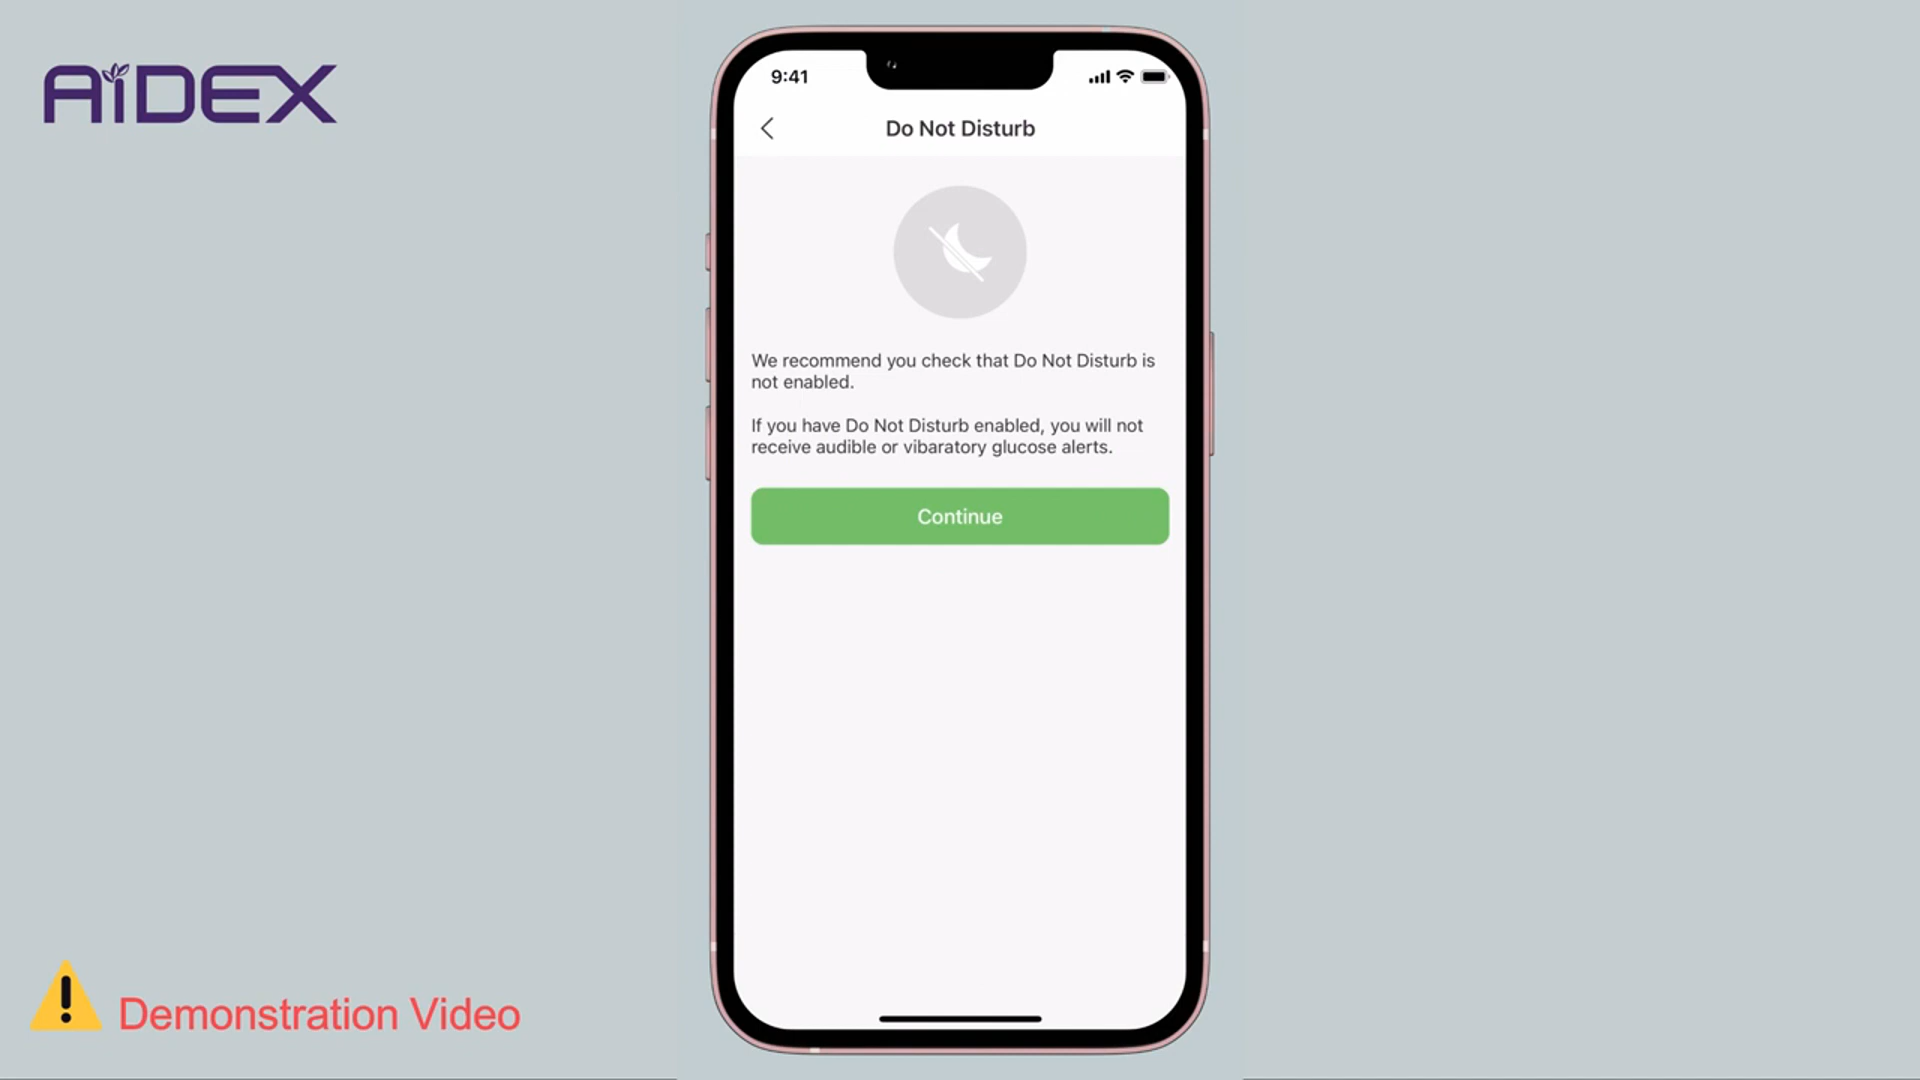 AiDEX
9:41
Do Not Disturb
We recommend you check that Do Not Disturb is
not enabled.
If you have Do Not Disturb enabled, you will not
receive audible or vibaratory glucose alerts.
Continue
Demonstration Video